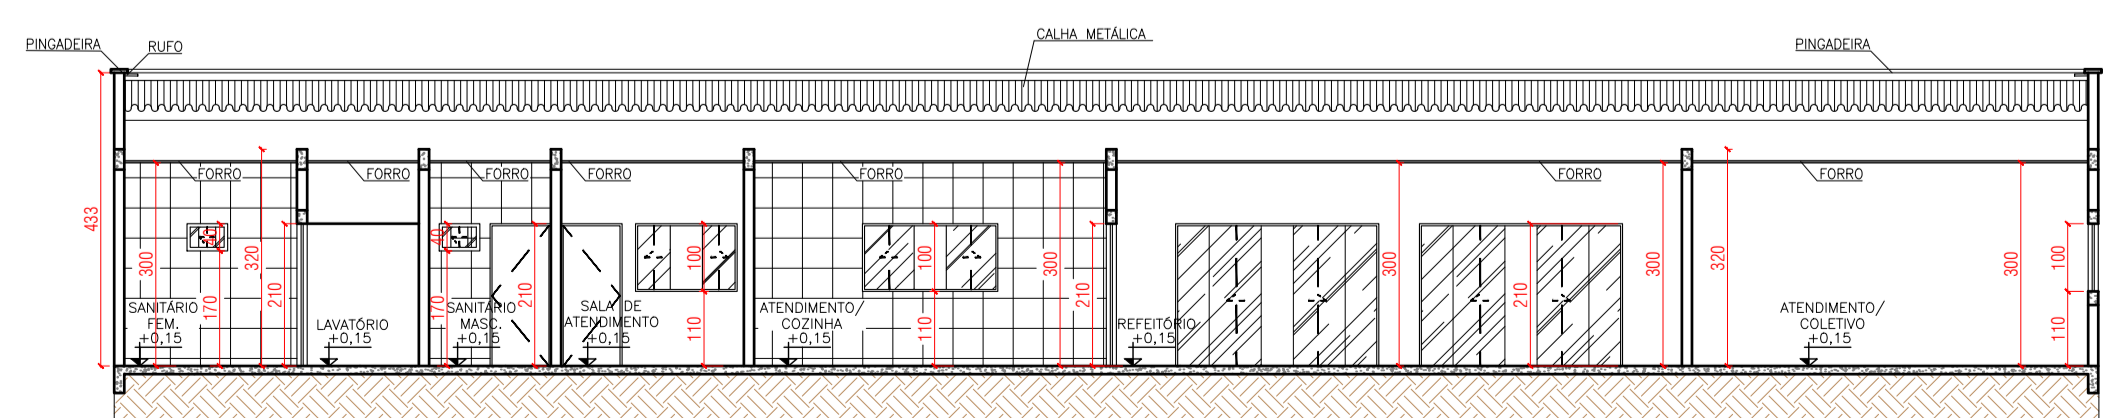 CALHA METÁLICA
PINGADEIRA
RUFO
PINGADEIRA
FORRO
FORRO
FORRO
FORRO
FORRO
FORRO
FORRO
433
300
40
170
320
210
40
170
210
100
110
100
110
300
210
300
210
300
320
300
100
110
SANITÁRIO
FEM.
+0,15
LAVATÓRIO
+0,15
SANITÁRIO
MASC.
+0,15
SALA DE
ATENDIMENTO
+0,15
ATENDIMENTO/
COZINHA
+0,15
REFEITÓRIO
+0,15
ATENDIMENTO/
COLETIVO
+0,15